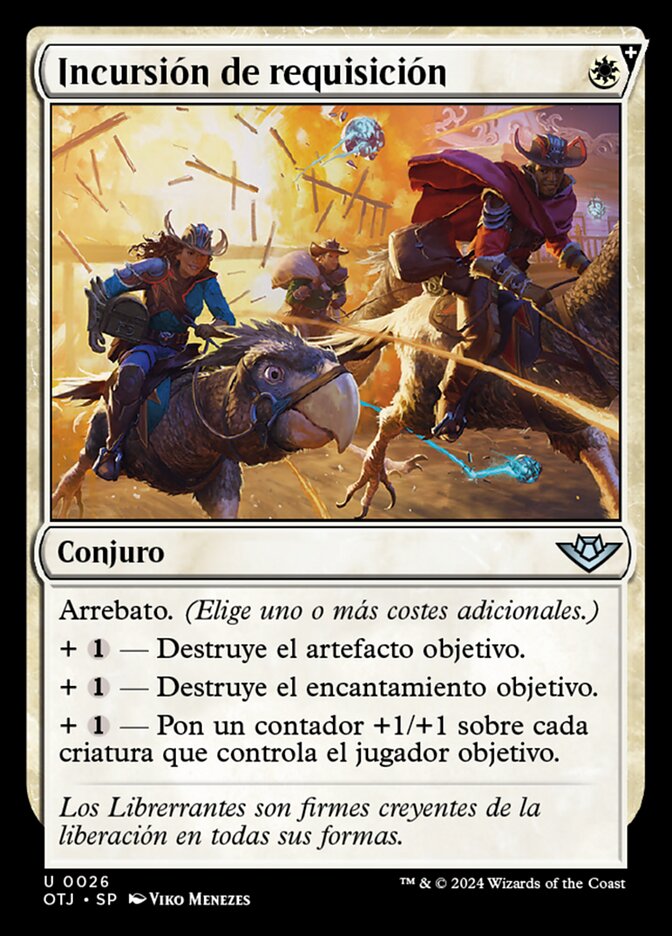 Incursión de requisición
Conjuro
Arrebato. (Elige uno o más costes adicionales.)
+ 1 — Destruye el artefacto objetivo.
+ 1 — Destruye el encantamiento objetivo.
+ 1 — Pon un contador +1/+1 sobre cada
criatura que controla el jugador objetivo.
Los Librerrantes son firmes creyentes de la
liberación en todas sus formas.
U 0026
OTJ • SP Viko Menezes
™ & © 2024 Wizards of the Coast